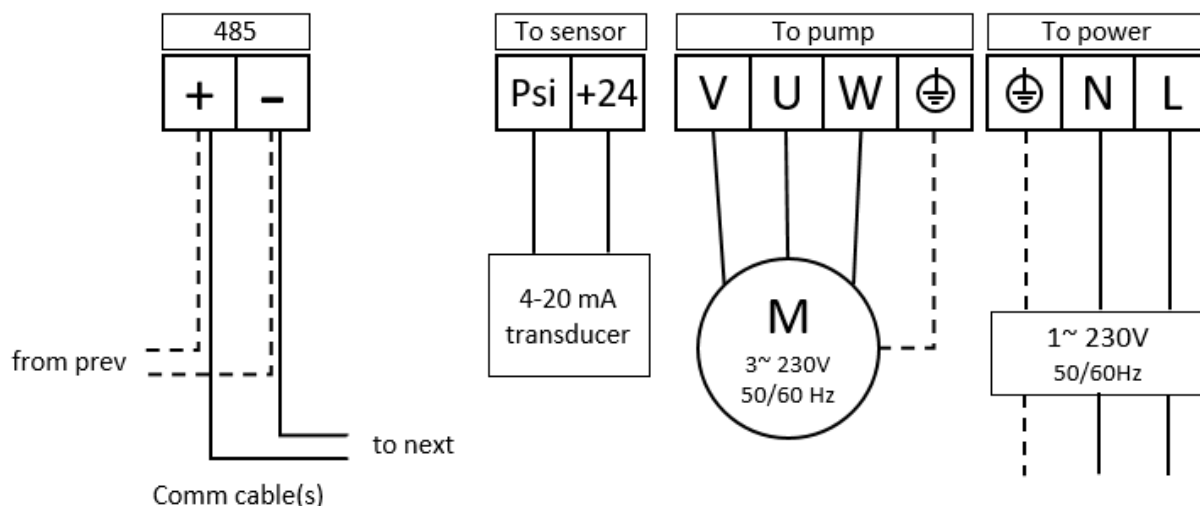 485
+ -
from prev
to next
Comm cable(s)
To sensor
Psi +24
4-20 mA
transducer
To pump
V U W
M
3~ 230V
50/60 Hz
To power
N L
1~ 230V
50/60Hz